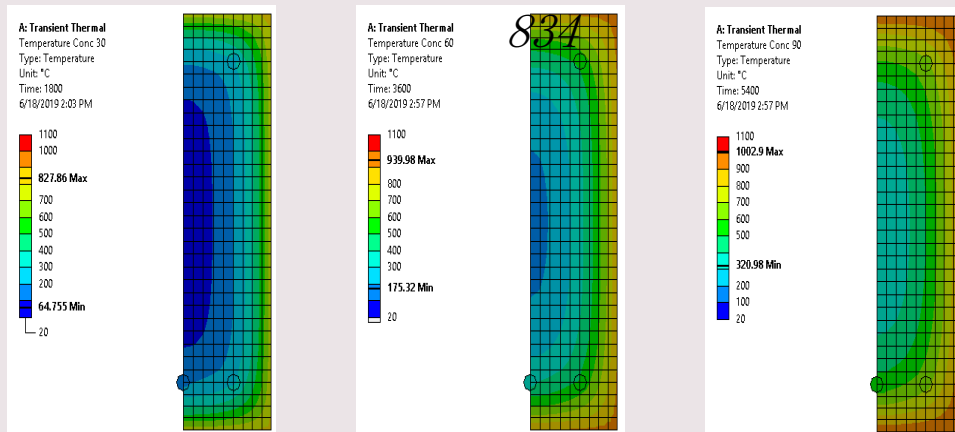 A: Transient Thermal
Temperature Conc 30
Type: Temperature
Unit: °C
Time: 1800
6/18/2019 2:03 PM
1100
1000
827.86 Max
700
600
500
400
300
200
64.755 Min
20
A: Transient Thermal
Temperature Conc 60
Type: Temperature
Unit: °C
Time: 3600
6/18/2019 2:57 PM
834
1100
939.98 Max
800
700
600
500
400
300
175.32 Min
20
A: Transient Thermal
Temperature Conc 90
Type: Temperature
Unit: °C
Time: 5400
6/18/2019 2:57 PM
1100
1002.9 Max
900
800
700
600
500
320.98 Min
200
100
20